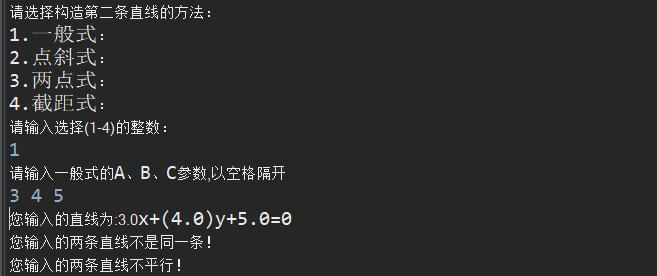 请选择构造第二条直线的方法：
1.一般式：
2.点斜式：
3.两点式：
4.截距式：
请输入选择(1-4)的整数：
1
请输入一般式的A、B、C参数,以空格隔开
3 4 5
您输入的直线为:3.0x+(4.0)y+5.0=0
您输入的两条直线不是同一条！
您输入的两条直线不平行！